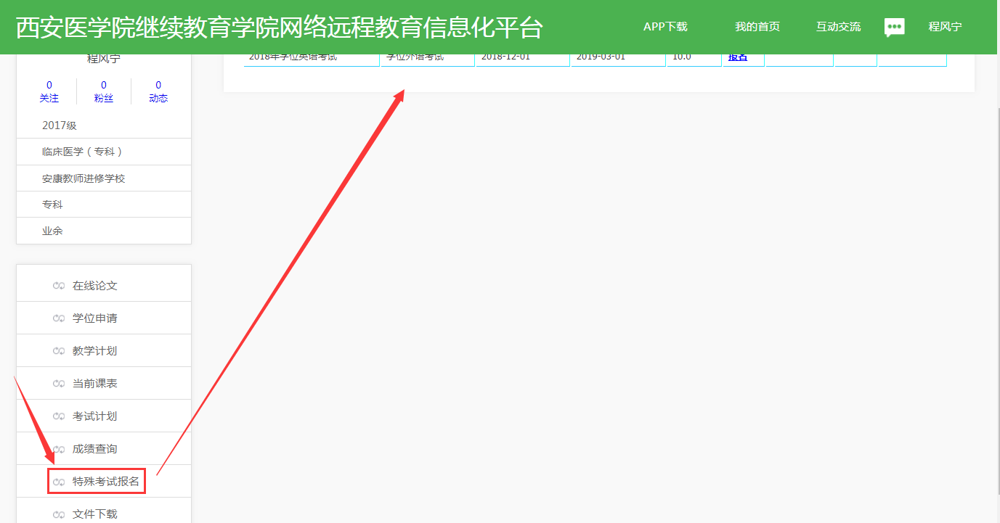 西安医学院继续教育学院网络远程教育信息化平台
APP下载 我的首页 互动交流 程风宁
程风宁
0 0 0
关注 粉丝 动态
2017级
临床医学（专科）
安康教师进修学校
专科
业余
2018年学位英语考试 学位外语考试 2018-12-01 2019-03-01 10.0 报名
在线论文
学位申请
教学计划
当前课表
考试计划
成绩查询
特殊考试报名
文件下载